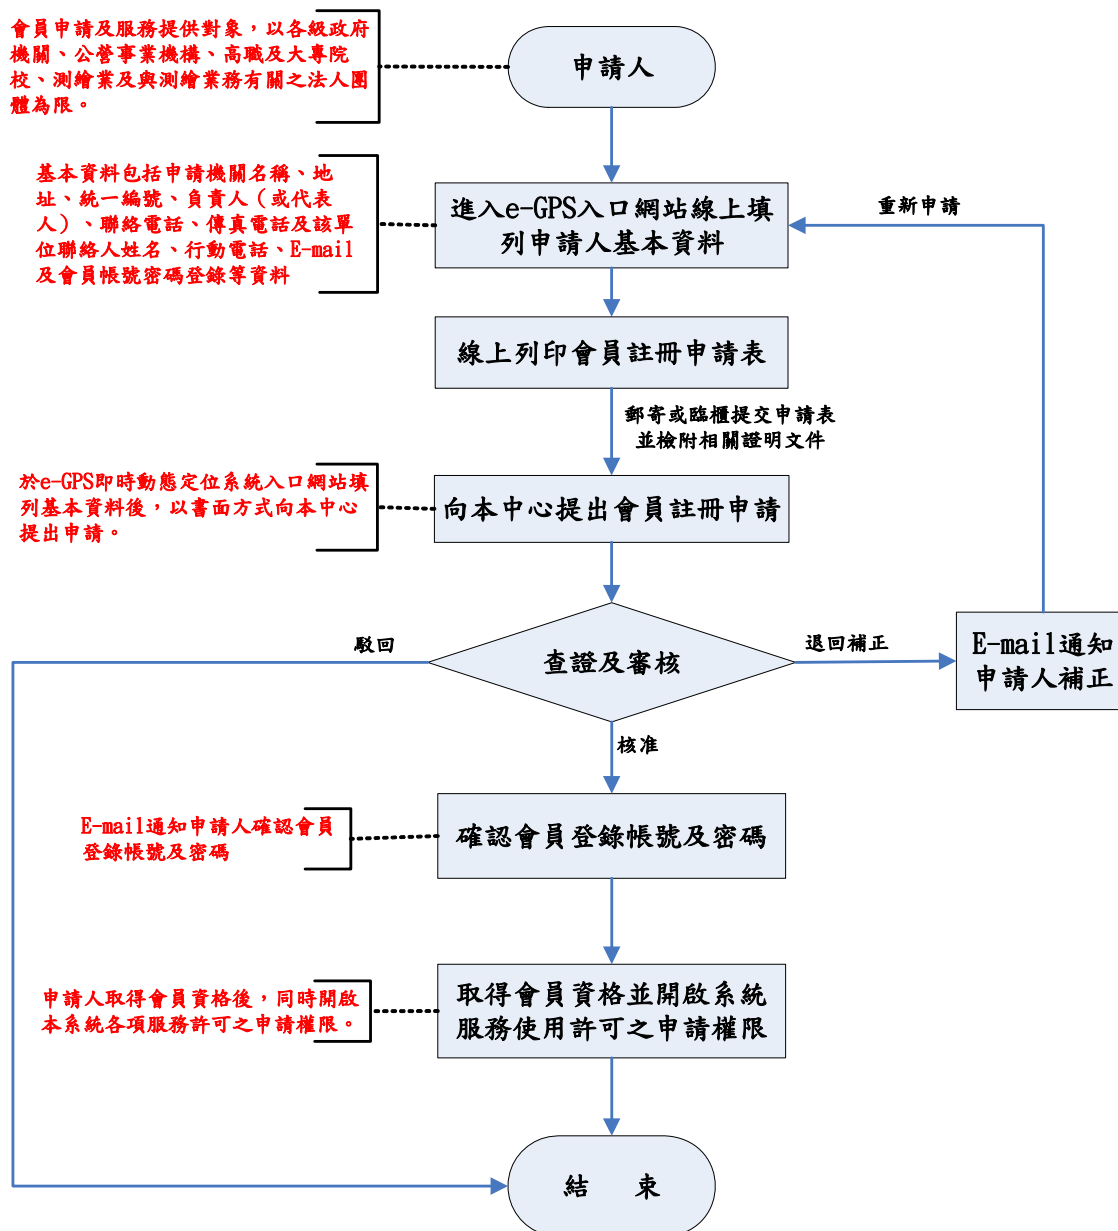 會員申請及服務提供對象，以各級政府
機關、公營事業機構、高職及大專院
校、測繪業及與測繪業務有關之法人團
體為限。
申請人
基本資料包括申請機關名稱、地
址、統一編號、負責人（或代表
人）、聯絡電話、傳真電話及該單
位聯絡人姓名、行動電話、E-mail
及會員帳號密碼登錄等資料
進入e-GPS入口網站線上填
列申請人基本資料
重新申請
線上列印會員註冊申請表
郵寄或臨櫃提交申請表
並檢附相關證明文件
於e-GPS即時動態定位系統入口網站填
列基本資料後，以書面方式向本中心
提出申請。
向本中心提出會員註冊申請
駁回
查證及審核
退回補正
E-mail通知
申請人補正
核准
E-mail通知申請人確認會員
登錄帳號及密碼
確認會員登錄帳號及密碼
申請人取得會員資格後，同時開啟
本系統各項服務許可之申請權限。
取得會員資格並開啟系統
服務使用許可之申請權限
結　束